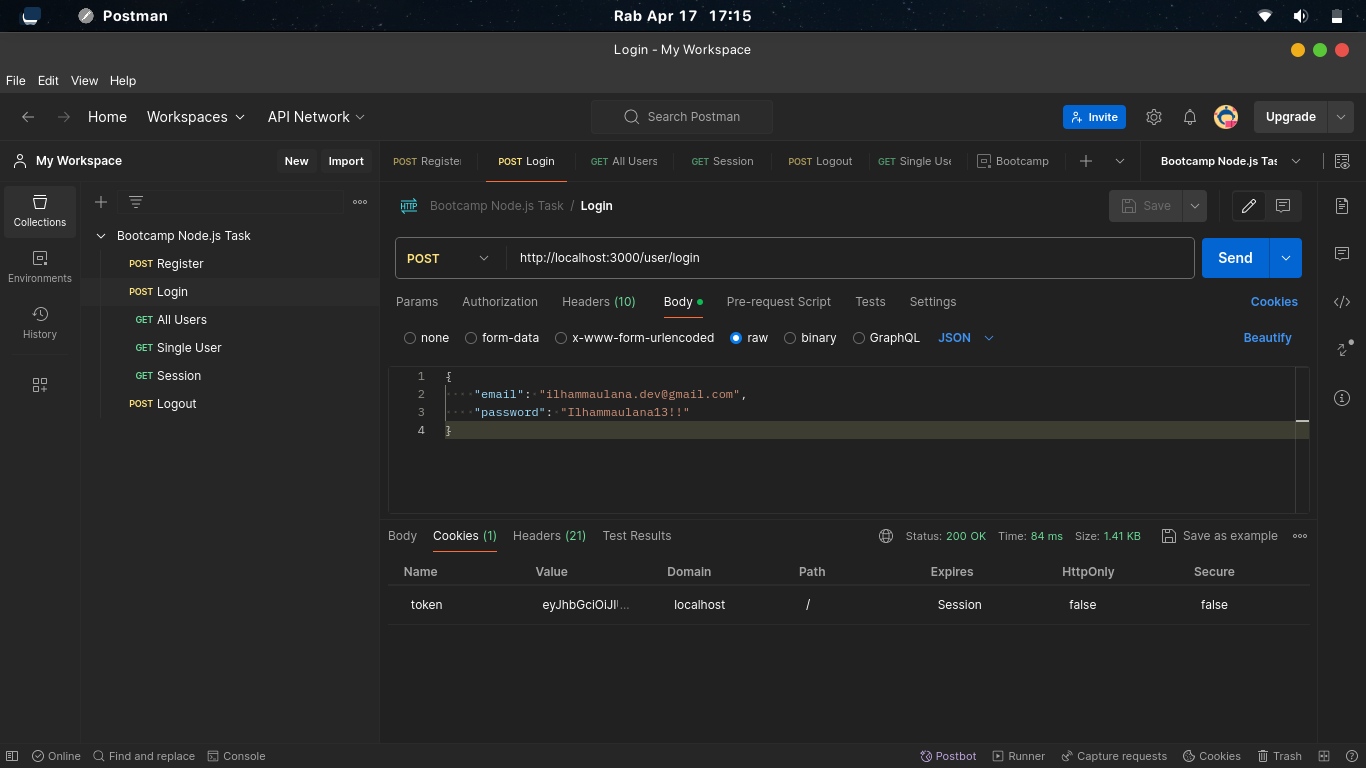 Postman Rab Apr 17 17:15
Login - My Workspace
File Edit View Help
Home Workspaces API Network Search Postman Invite Upgrade
My Workspace New Import POST Register POST Login GET All Users GET Session POST Logout GET Single Use Bootcamp Bootcamp Node.js Tas
Collections
Environments
History
Bootcamp Node.js Task
POST Register
POST Login
GET All Users
GET Single User
GET Session
POST Logout
HTTP Bootcamp Node.js Task / Login Save
POST http://localhost:3000/user/login Send
Params Authorization Headers (10) Body Pre-request Script Tests Settings Cookies
none form-data x-www-form-urlencoded raw binary GraphQL JSON Beautify
1 {
2 "email": "ilhammaulana.dev@gmail.com",
3 "password": "Ilhammaulana13!!"
4 }
Body Cookies (1) Headers (21) Test Results Status: 200 OK Time: 84 ms Size: 1.41 KB Save as example
Name Value Domain Path Expires HttpOnly Secure
token eyJhbGciOiJI... localhost / Session false false
Online Find and replace Console Postbot Runner Capture requests Cookies Trash